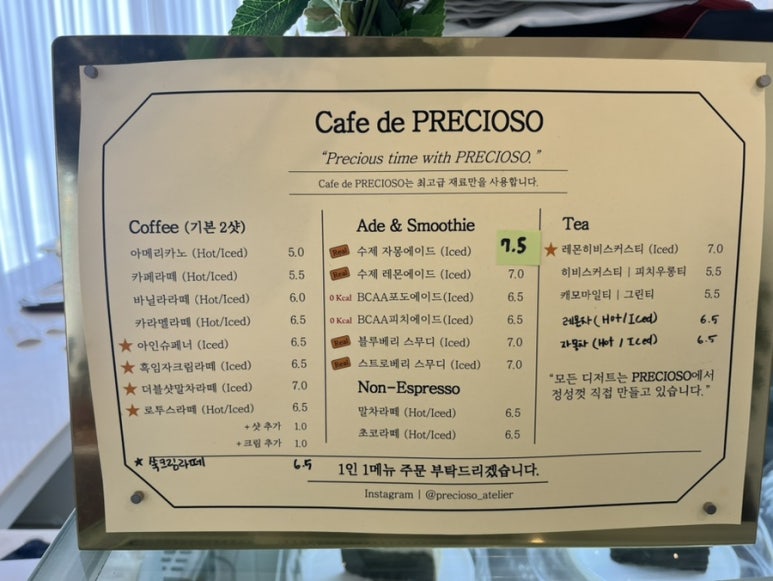 Cafe de PRECIOSO
“Precious time with PRECIOSO.”
Cafe de PRECIOSO는 최고급 재료만을 사용합니다.
Coffee (기본 2샷)
아메리카노 (Hot/Iced) 5.0
카페라떼 (Hot/Iced) 5.5
바닐라라떼 (Hot/Iced) 6.0
카라멜라떼 (Hot/Iced) 6.5
★ 아인슈페너 (Iced) 6.5
★ 흑임자크림라떼 (Iced) 6.5
★ 더블샷말차라떼 (Iced) 7.0
★ 로투스라떼 (Hot/Iced) 6.5
+ 샷 추가 1.0
+ 크림 추가 1.0
★ 쑥크림라떼 6.5
Ade & Smoothie
Real 수제 자몽에이드 (Iced) 7.5
Real 수제 레몬에이드 (Iced) 7.0
0 Kcal BCAA포도에이드(Iced) 6.5
0 Kcal BCAA피치에이드(Iced) 6.5
Real 블루베리 스무디 (Iced) 7.0
Real 스트로베리 스무디 (Iced) 7.0
Non-Espresso
말차라떼 (Hot/Iced) 6.5
초코라떼 (Hot/Iced) 6.5
Tea
★ 레몬히비스커스티 (Iced) 7.0
히비스커스티 | 피치우롱티 5.5
캐모마일티 | 그린티 5.5
레몬차 (Hot/Iced) 6.5
자몽차 (Hot/Iced) 6.5
“모든 디저트는 PRECIOSO에서
정성껏 직접 만들고 있습니다.”
1인 1메뉴 주문 부탁드리겠습니다.
Instagram | @precioso_atelier